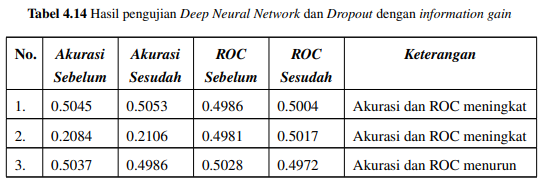 Tabel 4.14 Hasil pengujian Deep Neural Network dan Dropout dengan information gain
No. Akurasi Sebelum Akurasi Sesudah ROC Sebelum ROC Sesudah Keterangan
1. 0.5045 0.5053 0.4986 0.5004 Akurasi dan ROC meningkat
2. 0.2084 0.2106 0.4981 0.5017 Akurasi dan ROC meningkat
3. 0.5037 0.4986 0.5028 0.4972 Akurasi dan ROC menurun